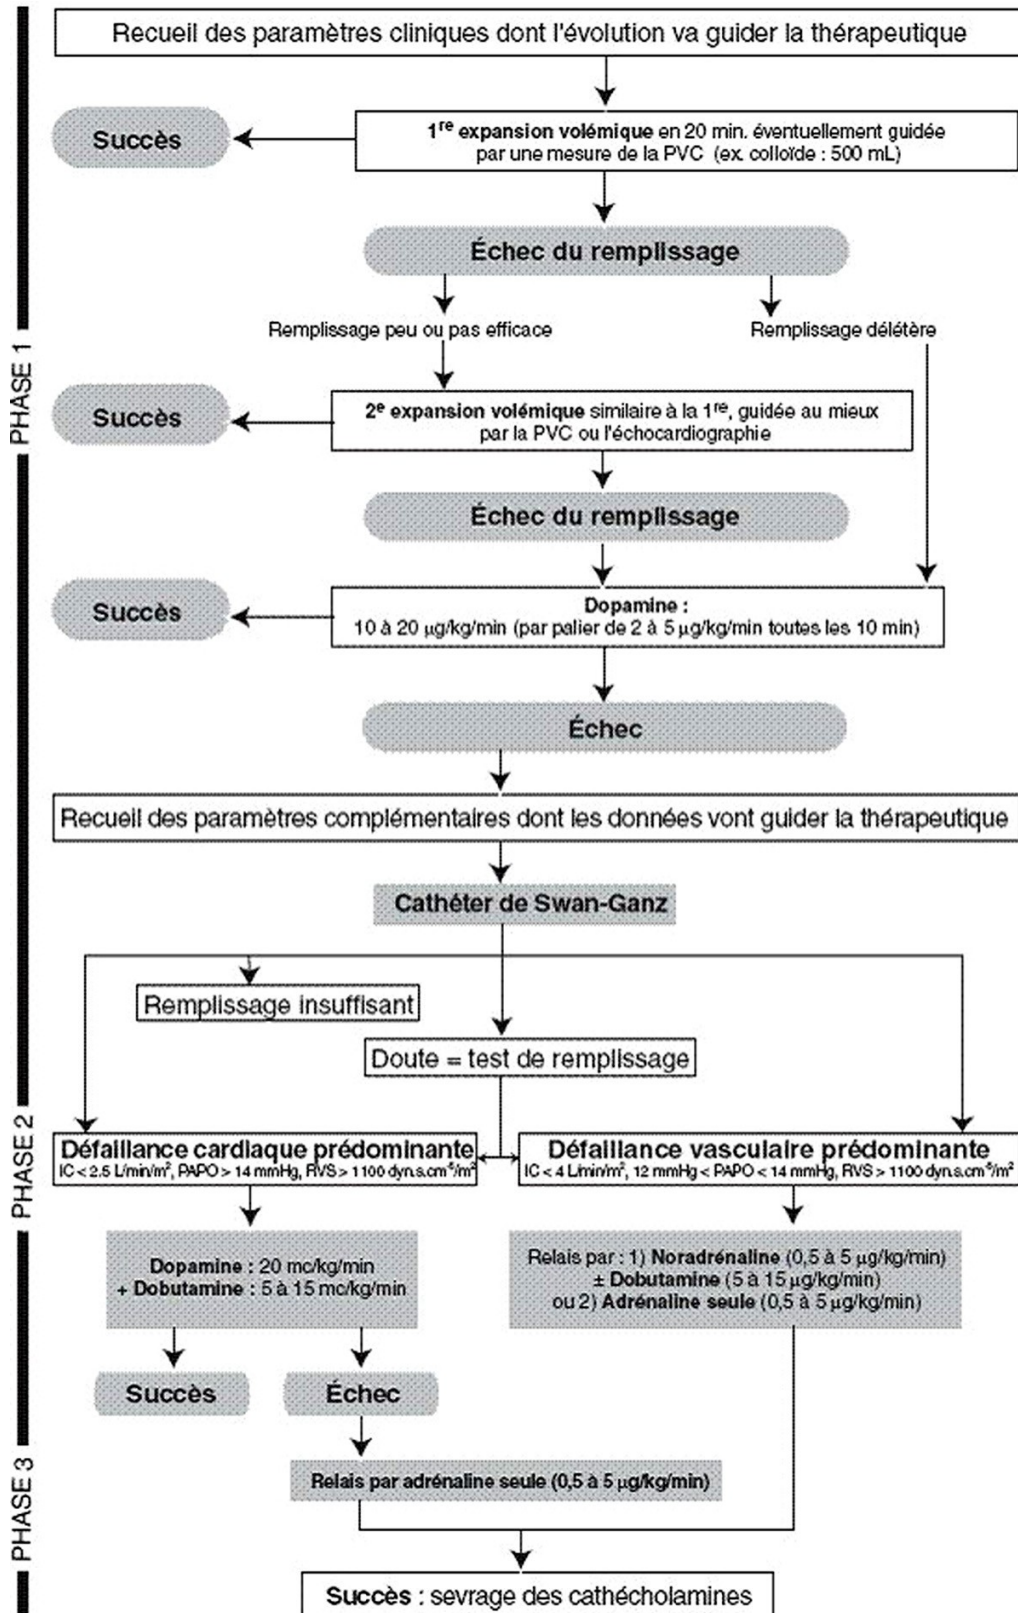 Recueil des paramètres cliniques dont l'évolution va guider la thérapeutique
Succès
1re expansion volémique en 20 min. éventuellement guidée
par une mesure de la PVC (ex. colloïde : 500 mL)
Échec du remplissage
Remplissage peu ou pas efficace
Remplissage délétère
PHASE 1
Succès
2e expansion volémique similaire à la 1re, guidée au mieux
par la PVC ou l'échocardiographie
Échec du remplissage
Succès
Dopamine :
10 à 20 µg/kg/min (par palier de 2 à 5 µg/kg/min toutes les 10 min)
Échec
Recueil des paramètres complémentaires dont les données vont guider la thérapeutique
Cathéter de Swan-Ganz
Remplissage insuffisant
Doute = test de remplissage
PHASE 2
Défaillance cardiaque prédominante
IC < 2.5 L/min/m², PAPO > 14 mmHg, RVS > 1100 dyn.s.cm⁻⁵/m²
Défaillance vasculaire prédominante
IC < 4 L/min/m², 12 mmHg < PAPO < 14 mmHg, RVS > 1100 dyn.s.cm⁻⁵/m²
Dopamine : 20 mc/kg/min
+ Dobutamine : 5 à 15 mc/kg/min
Relais par : 1) Noradrénaline (0,5 à 5 µg/kg/min)
± Dobutamine (5 à 15 µg/kg/min)
ou 2) Adrénaline seule (0,5 à 5 µg/kg/min)
Succès
Échec
PHASE 3
Relais par adrénaline seule (0,5 à 5 µg/kg/min)
Succès : sevrage des cathécholamines